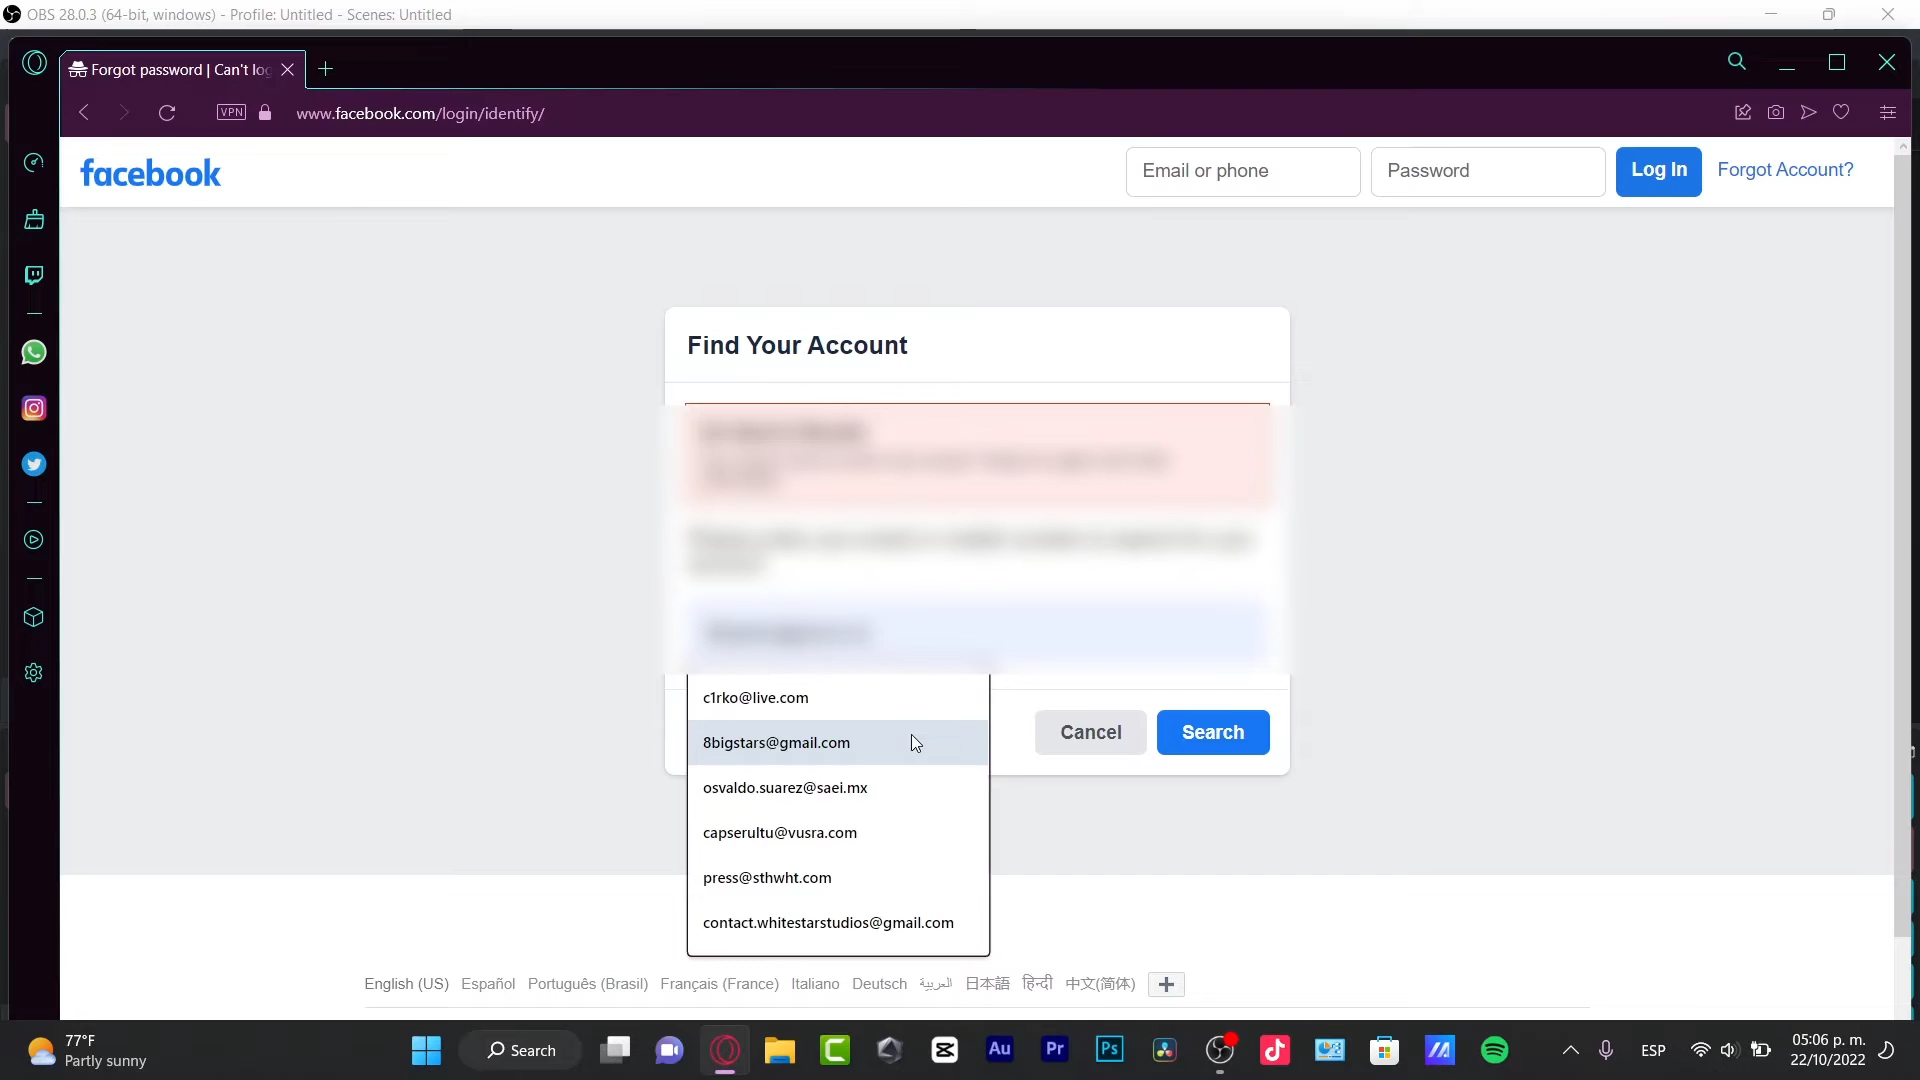 OBS 28.0.3 (64-bit, windows) - Profile: Untitled - Scenes: Untitled
Forgot password | Can't log
VPN
www.facebook.com/login/identify/
facebook
Email or phone
Password
Log In
Forgot Account?
Find Your Account
c1rko@live.com
8bigstars@gmail.com
Cancel
Search
osvaldo.suarez@saei.mx
capserultu@vusra.com
press@sthwht.com
contact.whitestarstudios@gmail.com
English (US) Español Português (Brasil) Français (France) Italiano Deutsch العربية 日本語 हिन्दी 中文(简体)
77°F
Partly sunny
Search
Au
Pr
Ps
ESP
05:06 p. m.
22/10/2022